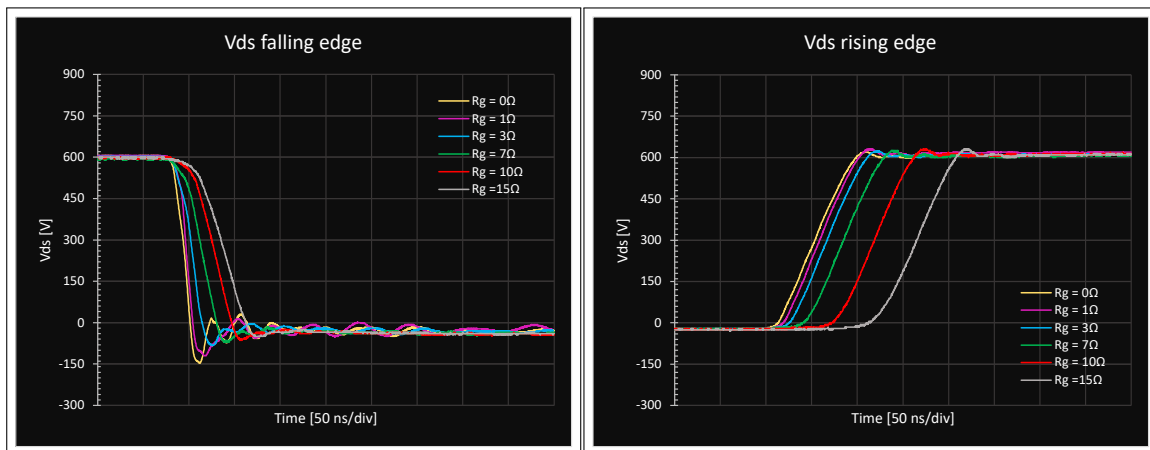 Vds falling edge
900
750
600
450
300
150
0
-150
-300
Vds [V]
Rg = 0Ω
Rg = 1Ω
Rg = 3Ω
Rg = 7Ω
Rg = 10Ω
Rg =15Ω
Time [50 ns/div]
Vds rising edge
900
750
600
450
300
150
0
-150
-300
Vds [V]
Rg = 0Ω
Rg = 1Ω
Rg = 3Ω
Rg = 7Ω
Rg = 10Ω
Rg =15Ω
Time [50 ns/div]